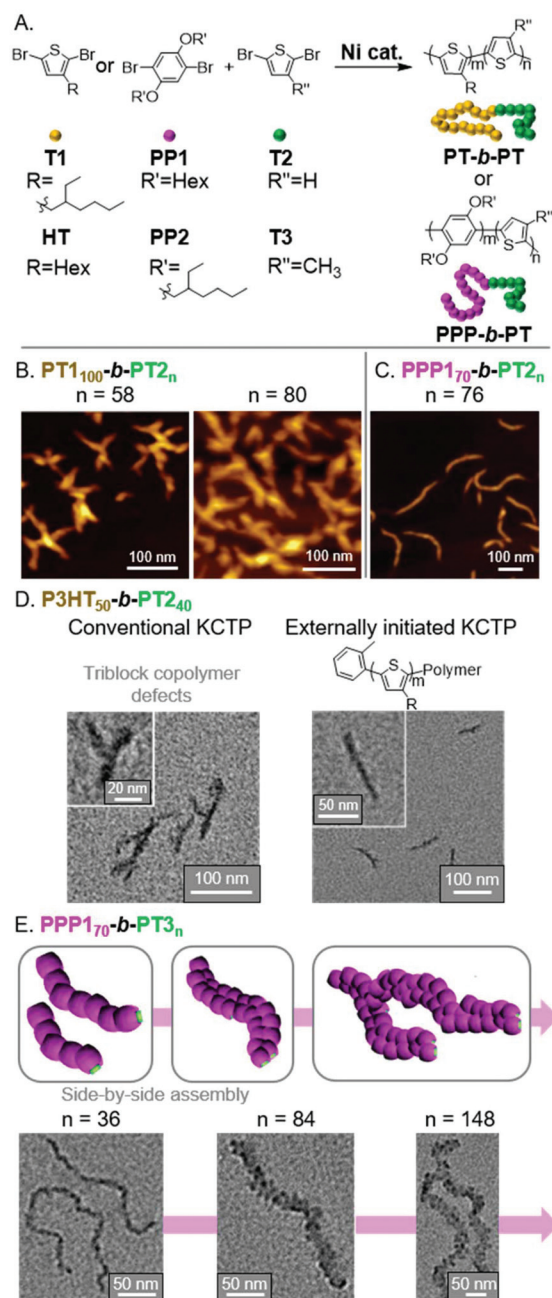 A.
Br S Br or Br OR' Br R'O + Br S Br Ni cat. S m S n R''
R R'' R
T1 PP1 T2 PT-b-PT
R= R'=Hex R''=H or
HT PP2 T3 OR' m S n R''
R=Hex R'= R''=CH3 R'O
PPP-b-PT
B. PT1100-b-PT2n
n = 58 n = 80
100 nm 100 nm
C. PPP170-b-PT2n
n = 76
100 nm
D. P3HT50-b-PT240
Conventional KCTP
Triblock copolymer
defects
20 nm
100 nm
Externally initiated KCTP
S m Polymer
R
50 nm
100 nm
E. PPP170-b-PT3n
Side-by-side assembly
n = 36 n = 84 n = 148
50 nm 50 nm 50 nm